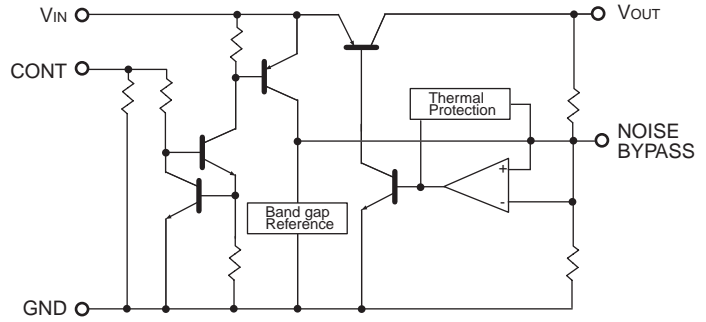 VIN
VOUT
CONT
Thermal
Protection
NOISE
BYPASS
+
-
Band gap
Reference
GND